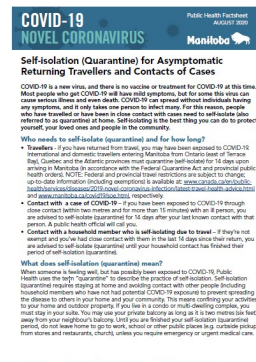 COVID-19
NOVEL CORONAVIRUS
Public Health Factsheet
AUGUST 2020
Manitoba
Self-isolation (Quarantine) for Asymptomatic
Returning Travellers and Contacts of Cases
COVID-19 is a new virus, and there is no vaccine or treatment for COVID-19 at this time.
Most people who get COVID-19 will have mild symptoms, but for some this virus can
cause serious illness and even death. COVID-19 can spread without individuals having
any symptoms, and it only takes one person to infect many. For this reason, people
who have travelled or have been in close contact with cases need to self-isolate (also
referred to as quarantine) at home. Self-isolating is the best thing you can do to protect
yourself, your loved ones and people in the community.
Who needs to self-isolate (quarantine) and for how long?
• Travellers - if you have returned from travel, you may have been exposed to COVID-19.
International and domestic travellers entering Manitoba from Ontario (east of Terrace
Bay), Quebec and the Atlantic provinces must quarantine (self-isolate) for 14 days upon
arriving in Manitoba (in accordance with the Federal Quarantine Act and provincial public
health orders). NOTE: Federal and provincial travel restrictions are subject to change;
up-to-date information (including exemptions) is available at: www.canada.ca/en/public-
health/services/diseases/2019-novel-coronavirus-infection/latest-travel-health-advice.html
and www.manitoba.ca/covid19/soe.html, respectively.
• Contact with a case of COVID-19 – if you have been exposed to COVID-19 through
close contact (within two metres and for more than 15 minutes) with an ill person, you
are advised to self-isolate (quarantine) for 14 days after your last known contact with that
person. A public health official will call you.
• Contact with a household member who is self-isolating due to travel – if they're not
exempt and you've had close contact with them in the last 14 days since their return, you
are advised to self-isolate (quarantine) until your household contact has finished their
period of self-isolation (quarantine).
What does self-isolation (quarantine) mean?
When someone is feeling well, but has possibly been exposed to COVID-19, Public
Health uses the term "quarantine" to describe the practice of self-isolation. Self-isolation
(quarantine) requires staying at home and avoiding contact with other people (including
household members who have not had potential COVID-19 exposure) to prevent spreading
the disease to others in your home and your community. This means confining your activities
to your home and outdoor property. If you live in a condo or multi-dwelling complex, you
must stay in your suite. You may use your private balcony as long as it is two metres (six feet)
away from your neighbour's balcony. Until you are finished your self-isolation (quarantine)
period, do not leave home to go to work, school or other public places (e.g. curbside pickup
from stores and restaurants, church), unless you require emergency or urgent medical care.